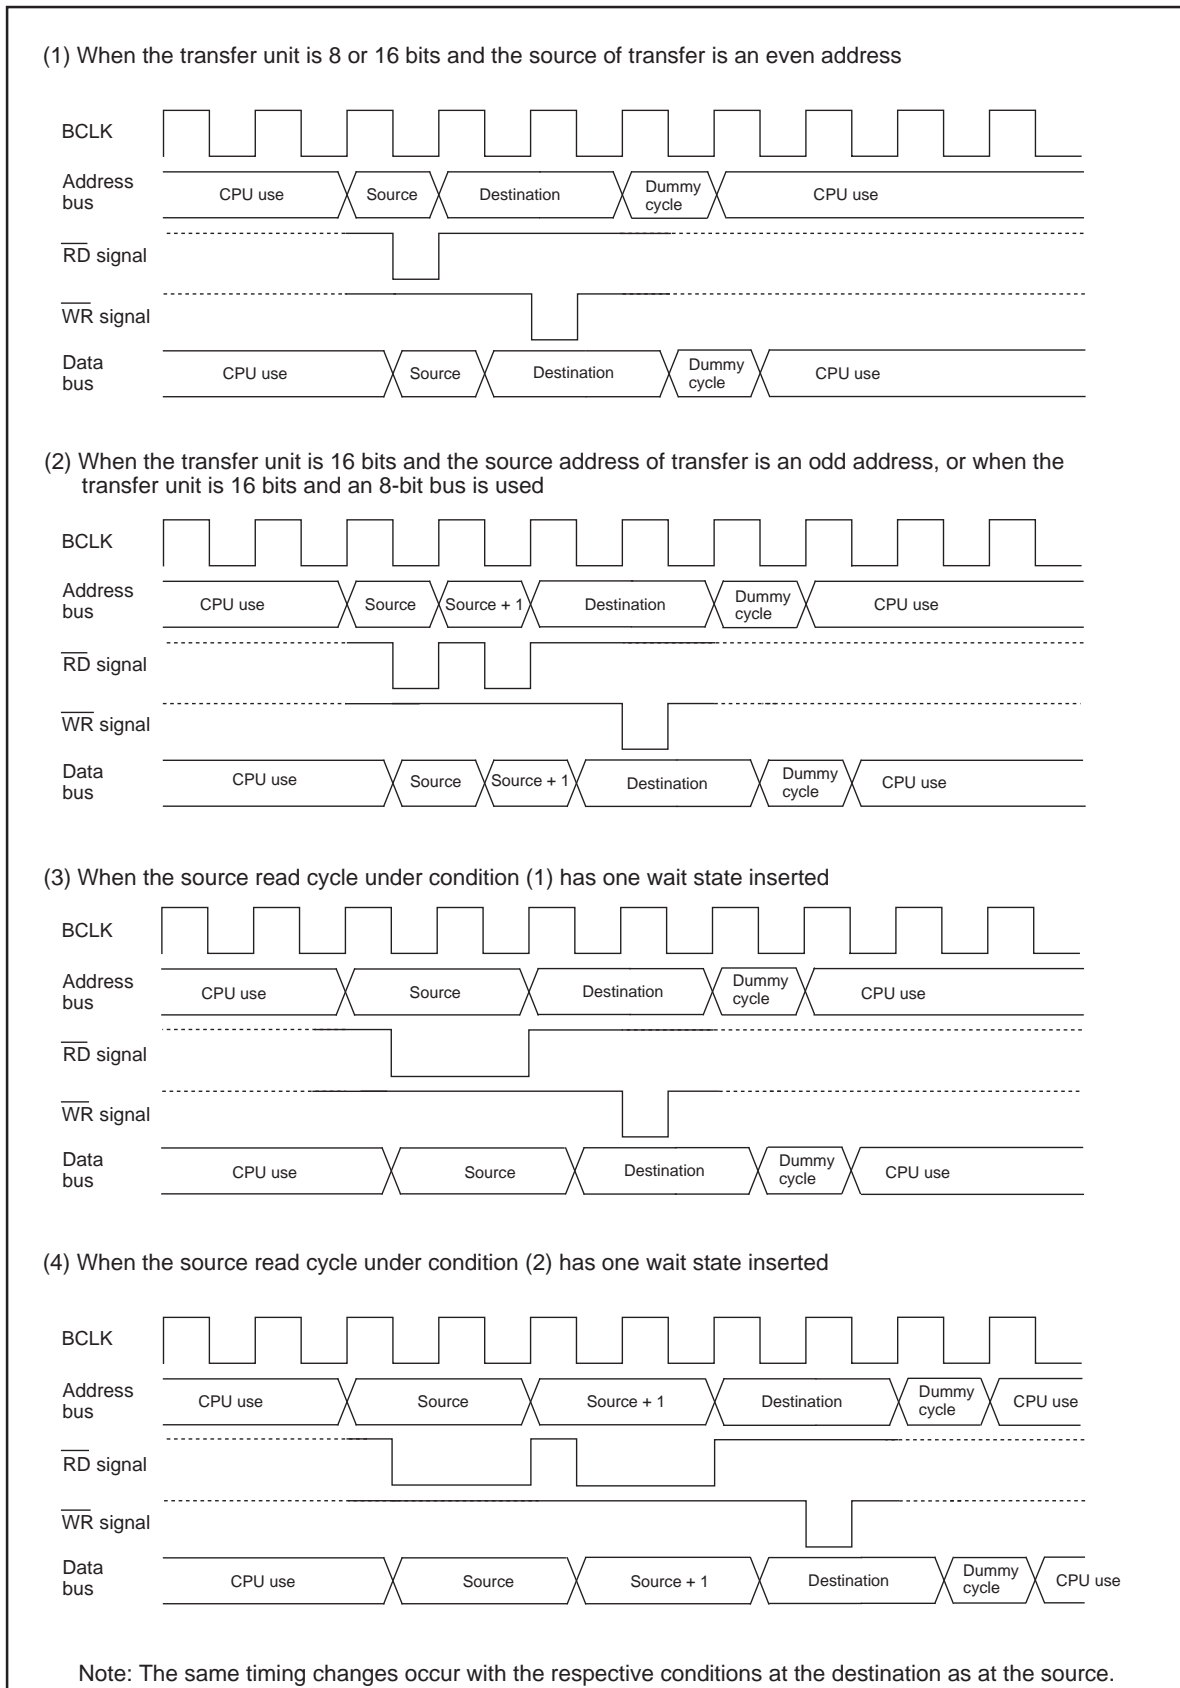 (1) When the transfer unit is 8 or 16 bits and the source of transfer is an even address
BCLK
Address
bus
CPU use
Source
Destination
Dummy
cycle
CPU use
RD signal
WR signal
Data
bus
CPU use
Source
Destination
Dummy
cycle
CPU use
(2) When the transfer unit is 16 bits and the source address of transfer is an odd address, or when the
transfer unit is 16 bits and an 8-bit bus is used
BCLK
Address
bus
CPU use
Source
Source + 1
Destination
Dummy
cycle
CPU use
RD signal
WR signal
Data
bus
CPU use
Source
Source + 1
Destination
Dummy
cycle
CPU use
(3) When the source read cycle under condition (1) has one wait state inserted
BCLK
Address
bus
CPU use
Source
Destination
Dummy
cycle
CPU use
RD signal
WR signal
Data
bus
CPU use
Source
Destination
Dummy
cycle
CPU use
(4) When the source read cycle under condition (2) has one wait state inserted
BCLK
Address
bus
CPU use
Source
Source + 1
Destination
Dummy
cycle
CPU use
RD signal
WR signal
Data
bus
CPU use
Source
Source + 1
Destination
Dummy
cycle
CPU use
Note: The same timing changes occur with the respective conditions at the destination as at the source.